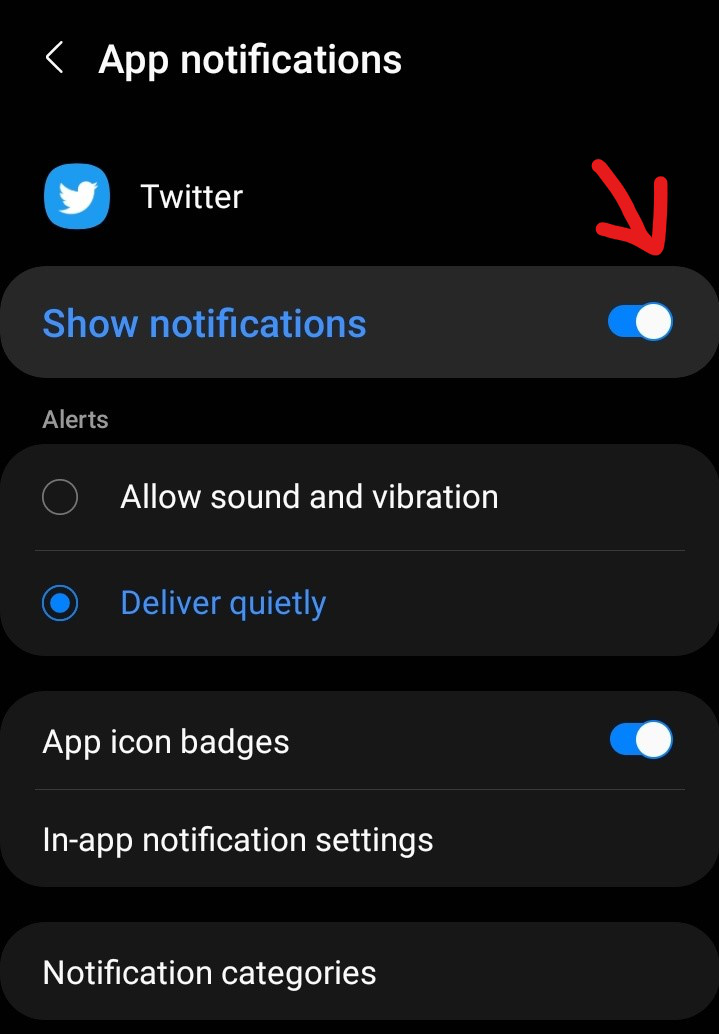 App notifications
Twitter
Show notifications
Alerts
Allow sound and vibration
Deliver quietly
App icon badges
In-app notification settings
Notification categories